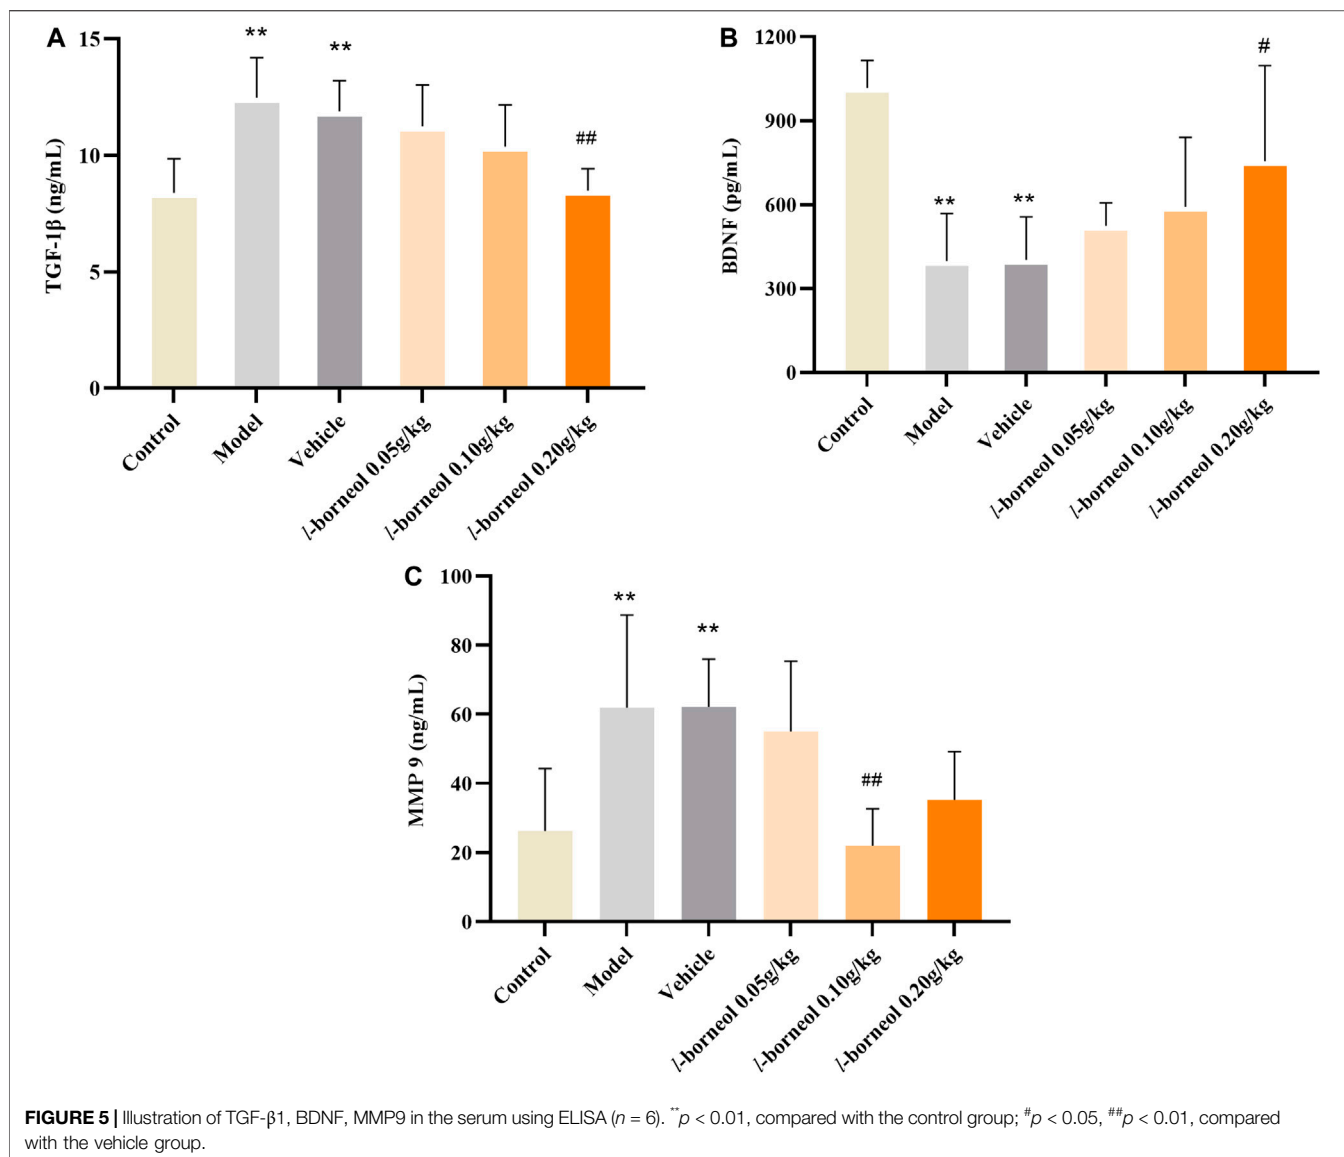 A
15
10
5
0
TGF-1β (ng/mL)
**
**
##
Control
Model
Vehicle
l-borneol 0.05g/kg
l-borneol 0.10g/kg
l-borneol 0.20g/kg
B
1200
900
600
300
0
BDNF (pg/mL)
**
**
#
Control
Model
Vehicle
l-borneol 0.05g/kg
l-borneol 0.10g/kg
l-borneol 0.20g/kg
C
100
80
60
40
20
0
MMP 9 (ng/mL)
**
**
##
Control
Model
Vehicle
l-borneol 0.05g/kg
l-borneol 0.10g/kg
l-borneol 0.20g/kg
FIGURE 5 | Illustration of TGF-β1, BDNF, MMP9 in the serum using ELISA (n = 6). **p < 0.01, compared with the control group; #p < 0.05, ##p < 0.01, compared
with the vehicle group.